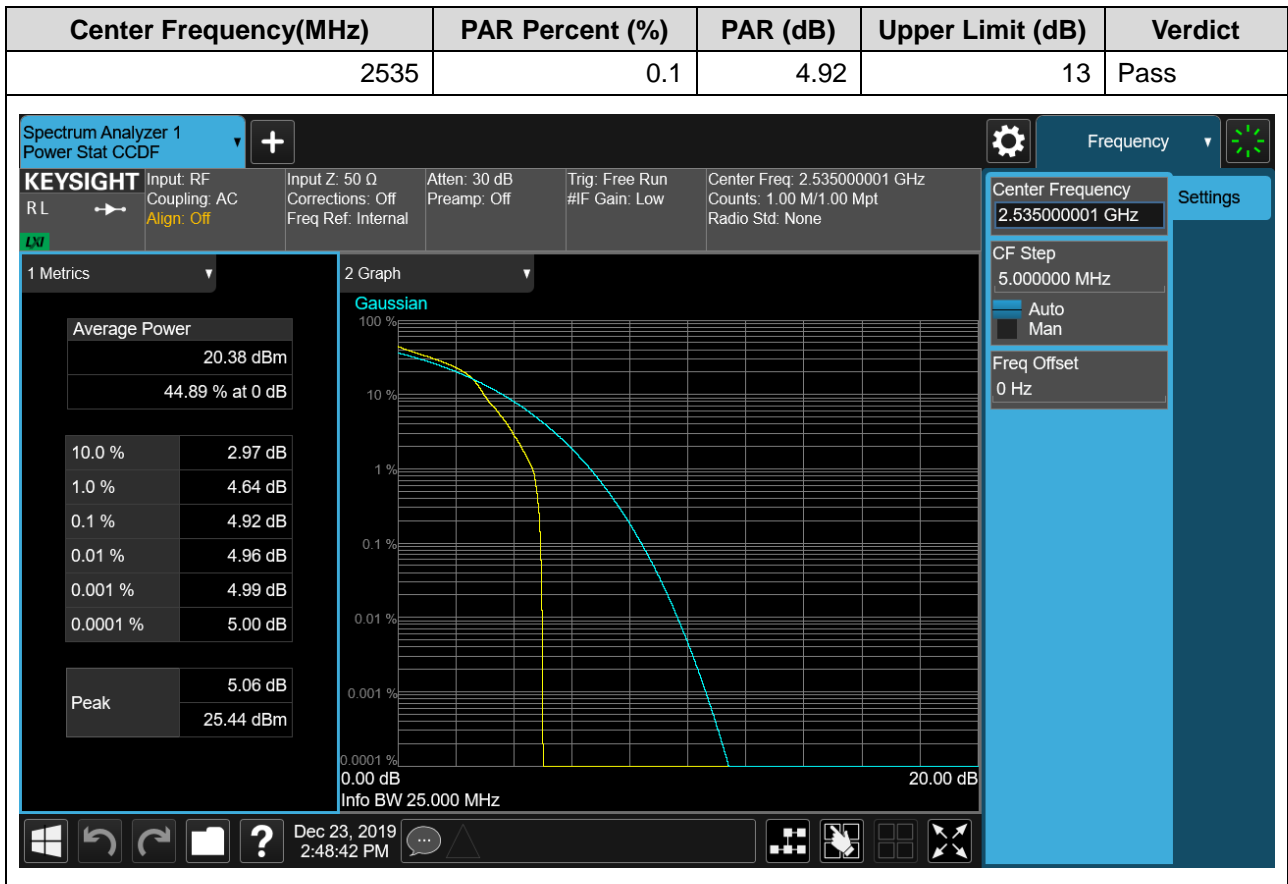 Center Frequency(MHz) PAR Percent (%) PAR (dB) Upper Limit (dB) Verdict
2535 0.1 4.92 13 Pass
Spectrum Analyzer 1
Power Stat CCDF
Frequency
KEYSIGHT
R L
LXI
Input: RF
Coupling: AC
Align: Off
Input Z: 50 Ω
Corrections: Off
Freq Ref: Internal
Atten: 30 dB
Preamp: Off
Trig: Free Run
#IF Gain: Low
Center Freq: 2.535000001 GHz
Counts: 1.00 M/1.00 Mpt
Radio Std: None
Center Frequency
2.535000001 GHz
Settings
CF Step
5.000000 MHz
Auto
Man
Freq Offset
0 Hz
1 Metrics
Average Power
20.38 dBm
44.89 % at 0 dB
10.0 % 2.97 dB
1.0 % 4.64 dB
0.1 % 4.92 dB
0.01 % 4.96 dB
0.001 % 4.99 dB
0.0001 % 5.00 dB
Peak
5.06 dB
25.44 dBm
2 Graph
Gaussian
100 %
10 %
1 %
0.1 %
0.01 %
0.001 %
0.0001 %
0.00 dB 20.00 dB
Info BW 25.000 MHz
Dec 23, 2019
2:48:42 PM